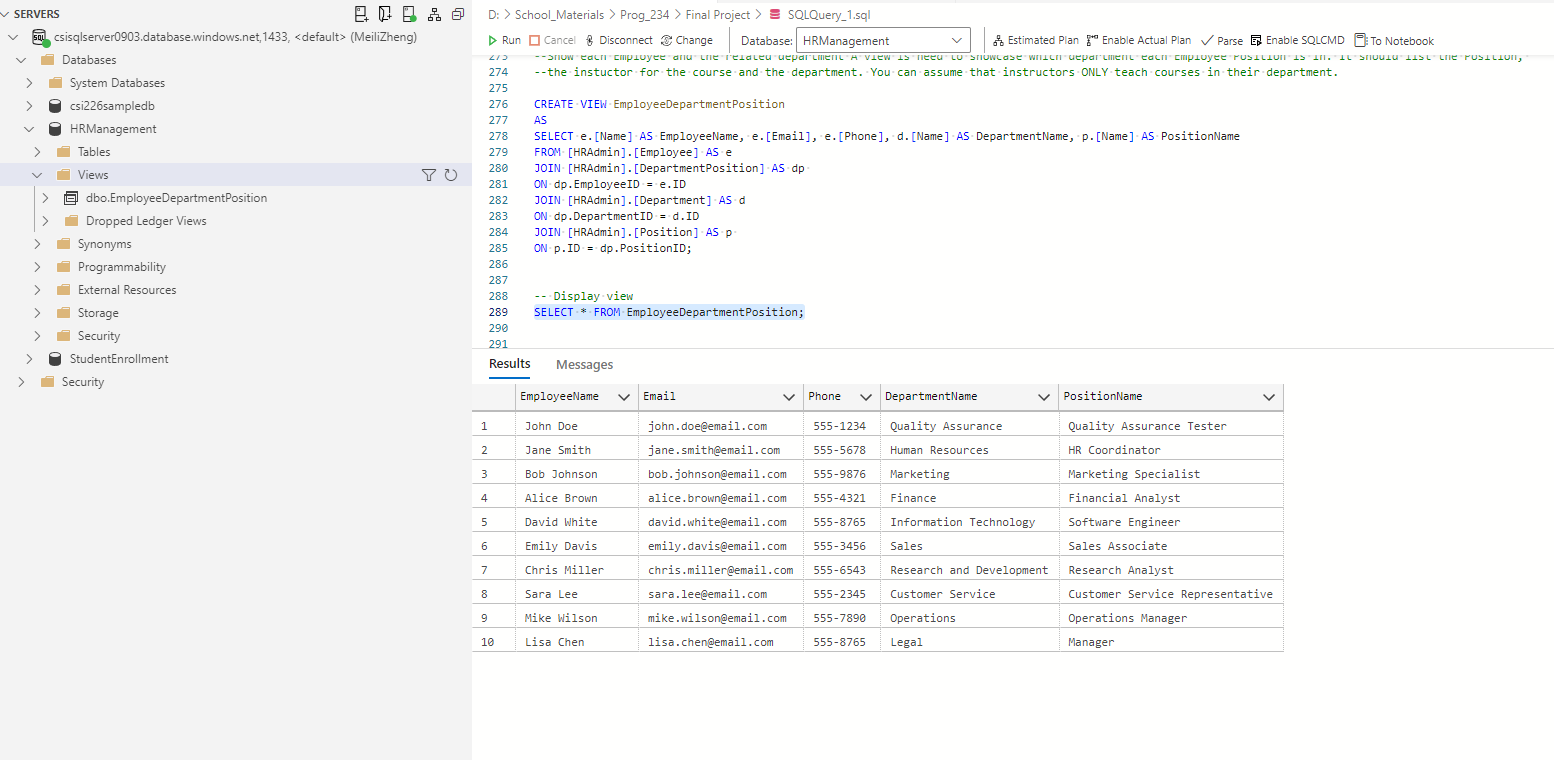 SERVERS
csisqlserver0903.database.windows.net,1433, <default> (MeiliZheng)
Databases
System Databases
csi226sampledb
HRManagement
Tables
Views
dbo.EmployeeDepartmentPosition
Dropped Ledger Views
Synonyms
Programmability
External Resources
Storage
Security
StudentEnrollment
Security
D: > School_Materials > Prog_234 > Final Project > SQLQuery_1.sql
Run Cancel Disconnect Change Database: HRManagement Estimated Plan Enable Actual Plan Parse Enable SQLCMD To Notebook
273 --Show each Employee and the related department A view is need to showcase which department each Employee Position is in. It should list the Position,
274 --the instuctor for the course and the department. You can assume that instructors ONLY teach courses in their department.
275
276 CREATE VIEW EmployeeDepartmentPosition
277 AS
278 SELECT e.[Name] AS EmployeeName, e.[Email], e.[Phone], d.[Name] AS DepartmentName, p.[Name] AS PositionName
279 FROM [HRAdmin].[Employee] AS e
280 JOIN [HRAdmin].[DepartmentPosition] AS dp
281 ON dp.EmployeeID = e.ID
282 JOIN [HRAdmin].[Department] AS d
283 ON dp.DepartmentID = d.ID
284 JOIN [HRAdmin].[Position] AS p
285 ON p.ID = dp.PositionID;
286
287
288 -- Display view
289 SELECT * FROM EmployeeDepartmentPosition;
290
291
Results Messages
EmployeeName Email Phone DepartmentName PositionName
1 John Doe john.doe@email.com 555-1234 Quality Assurance Quality Assurance Tester
2 Jane Smith jane.smith@email.com 555-5678 Human Resources HR Coordinator
3 Bob Johnson bob.johnson@email.com 555-9876 Marketing Marketing Specialist
4 Alice Brown alice.brown@email.com 555-4321 Finance Financial Analyst
5 David White david.white@email.com 555-8765 Information Technology Software Engineer
6 Emily Davis emily.davis@email.com 555-3456 Sales Sales Associate
7 Chris Miller chris.miller@email.com 555-6543 Research and Development Research Analyst
8 Sara Lee sara.lee@email.com 555-2345 Customer Service Customer Service Representative
9 Mike Wilson mike.wilson@email.com 555-7890 Operations Operations Manager
10 Lisa Chen lisa.chen@email.com 555-8765 Legal Manager